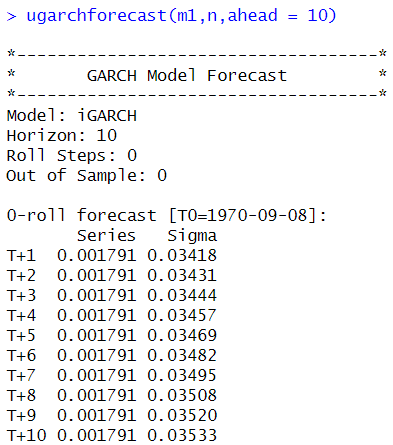 > ugarchforecast(m1,n,ahead = 10)
*------------------------------------*
*       GARCH Model Forecast         *
*------------------------------------*
Model: iGARCH
Horizon: 10
Roll Steps: 0
Out of Sample: 0
0-roll forecast [T0=1970-09-08]:
Series Sigma
T+1 0.001791 0.03418
T+2 0.001791 0.03431
T+3 0.001791 0.03444
T+4 0.001791 0.03457
T+5 0.001791 0.03469
T+6 0.001791 0.03482
T+7 0.001791 0.03495
T+8 0.001791 0.03508
T+9 0.001791 0.03520
T+10 0.001791 0.03533